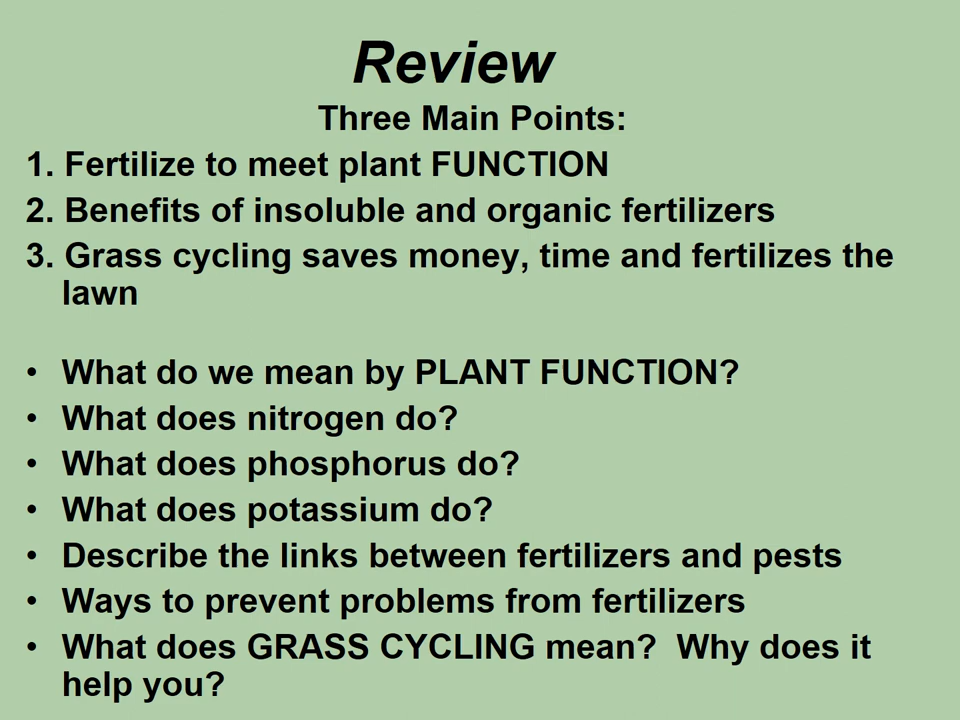 Review
Three Main Points:
1. Fertilize to meet plant FUNCTION
2. Benefits of insoluble and organic fertilizers
3. Grass cycling saves money, time and fertilizes the
lawn
• What do we mean by PLANT FUNCTION?
• What does nitrogen do?
• What does phosphorus do?
• What does potassium do?
• Describe the links between fertilizers and pests
• Ways to prevent problems from fertilizers
• What does GRASS CYCLING mean?  Why does it
help you?